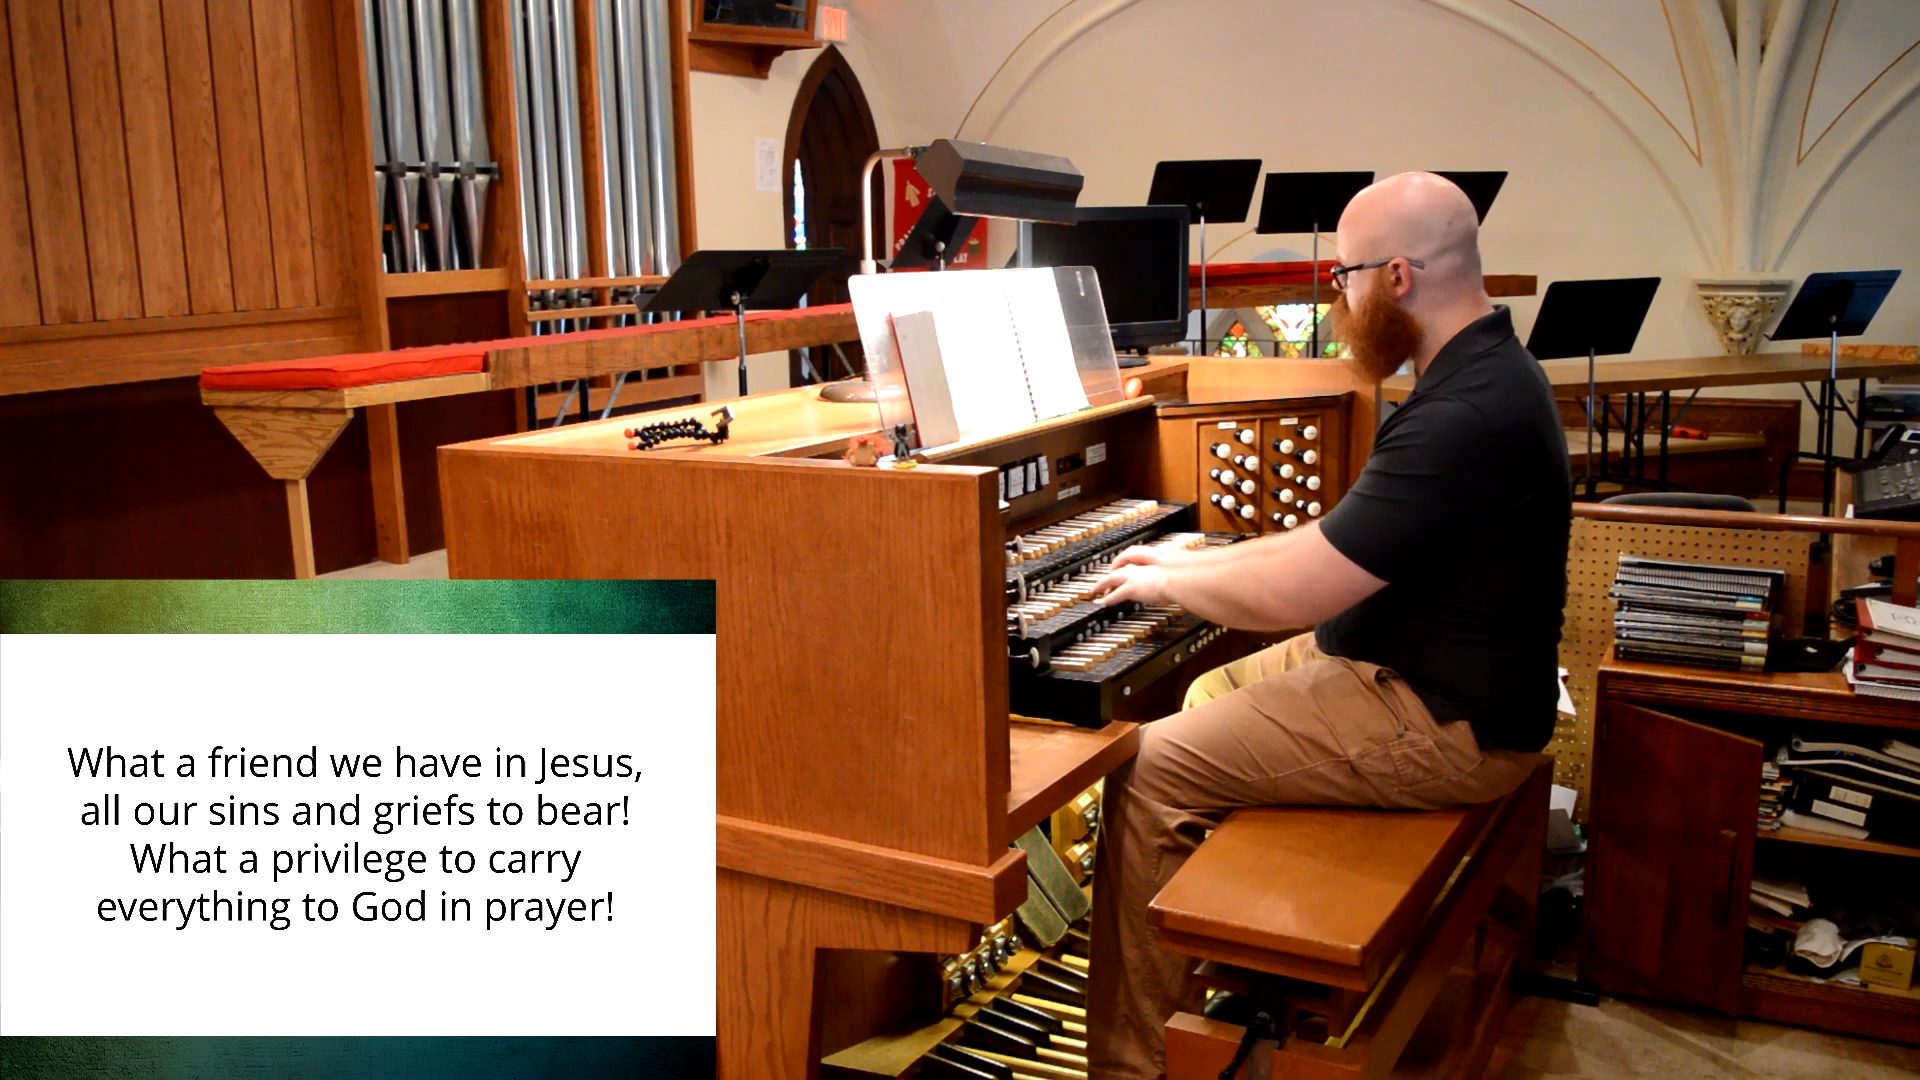 What a friend we have in Jesus,
all our sins and griefs to bear!
What a privilege to carry
everything to God in prayer!